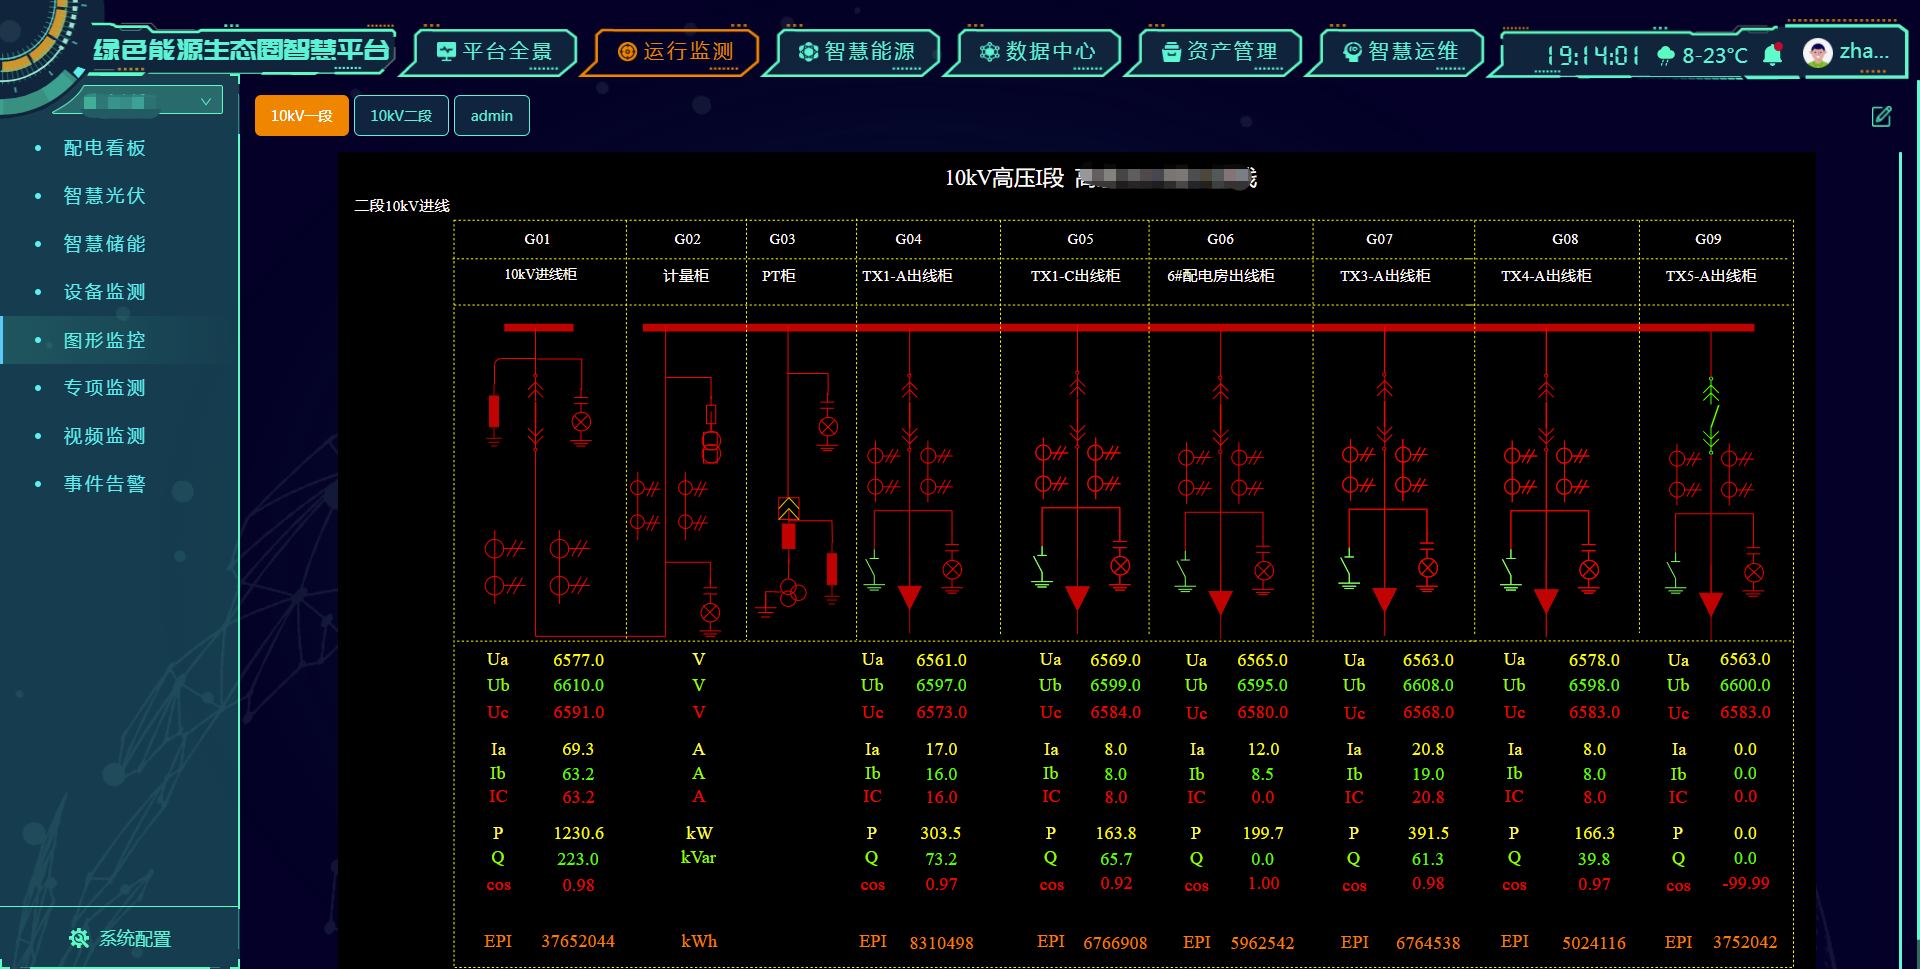 绿色能源生态圈智慧平台
平台全景
运行监测
智慧能源
数据中心
资产管理
智慧运维
19:14:01
8-23°C
zha...
配电看板
智慧光伏
智慧储能
设备监测
图形监控
专项监测
视频监测
事件告警
系统配置
10kV一段 10kV二段 admin
10kV高压I段 高 线
二段10kV进线
G01 G02 G03 G04 G05 G06 G07 G08 G09
10kV进线柜 计量柜 PT柜 TX1-A出线柜 TX1-C出线柜 6#配电房出线柜 TX3-A出线柜 TX4-A出线柜 TX5-A出线柜
Ua 6577.0 V Ua 6561.0 Ua 6569.0 Ua 6565.0 Ua 6563.0 Ua 6578.0 Ua 6563.0
Ub 6610.0 V Ub 6597.0 Ub 6599.0 Ub 6595.0 Ub 6608.0 Ub 6598.0 Ub 6600.0
Uc 6591.0 V Uc 6573.0 Uc 6584.0 Uc 6580.0 Uc 6568.0 Uc 6583.0 Uc 6583.0
Ia 69.3 A Ia 17.0 Ia 8.0 Ia 12.0 Ia 20.8 Ia 8.0 Ia 0.0
Ib 63.2 A Ib 16.0 Ib 8.0 Ib 8.5 Ib 19.0 Ib 8.0 Ib 0.0
IC 63.2 A IC 16.0 IC 8.0 IC 0.0 IC 20.8 IC 8.0 IC 0.0
P 1230.6 kW P 303.5 P 163.8 P 199.7 P 391.5 P 166.3 P 0.0
Q 223.0 kVar Q 73.2 Q 65.7 Q 0.0 Q 61.3 Q 39.8 Q 0.0
cos 0.98 cos 0.97 cos 0.92 cos 1.00 cos 0.98 cos 0.97 cos -99.99
EPI 37652044 kWh EPI 8310498 EPI 6766908 EPI 5962542 EPI 6764538 EPI 5024116 EPI 3752042